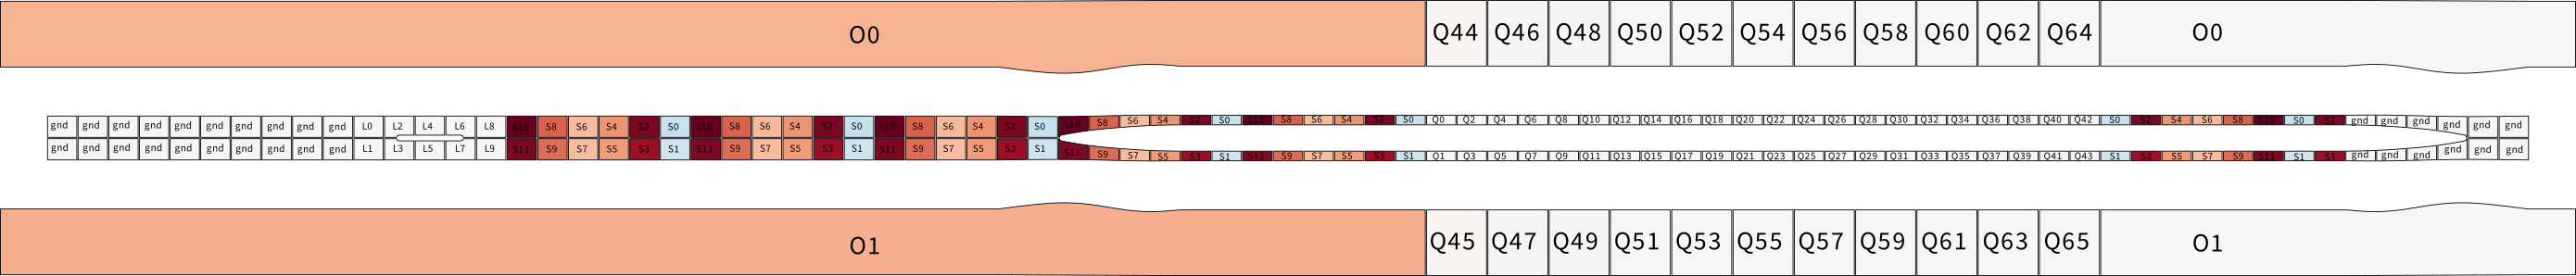 O0 Q44 Q46 Q48 Q50 Q52 Q54 Q56 Q58 Q60 Q62 Q64 O0
gnd gnd gnd gnd gnd gnd gnd gnd gnd gnd L0 L2 L4 L6 L8 S10 S8 S6 S4 S2 S0 S10 S8 S6 S4 S2 S0 S10 S8 S6 S4 S2 S0 S10 S8 S6 S4 S2 S0 S10 S8 S6 S4 S2 S0 Q0 Q2 Q4 Q6 Q8 Q10 Q12 Q14 Q16 Q18 Q20 Q22 Q24 Q26 Q28 Q30 Q32 Q34 Q36 Q38 Q40 Q42 S0 S2 S4 S6 S8 S10 S0 S2 gnd gnd gnd gnd gnd gnd
gnd gnd gnd gnd gnd gnd gnd gnd gnd gnd L1 L3 L5 L7 L9 S11 S9 S7 S5 S3 S1 S11 S9 S7 S5 S3 S1 S11 S9 S7 S5 S3 S1 S11 S9 S7 S5 S3 S1 S11 S9 S7 S5 S3 S1 Q1 Q3 Q5 Q7 Q9 Q11 Q13 Q15 Q17 Q19 Q21 Q23 Q25 Q27 Q29 Q31 Q33 Q35 Q37 Q39 Q41 Q43 S1 S3 S5 S7 S9 S11 S1 S3 gnd gnd gnd gnd gnd gnd
O1 Q45 Q47 Q49 Q51 Q53 Q55 Q57 Q59 Q61 Q63 Q65 O1